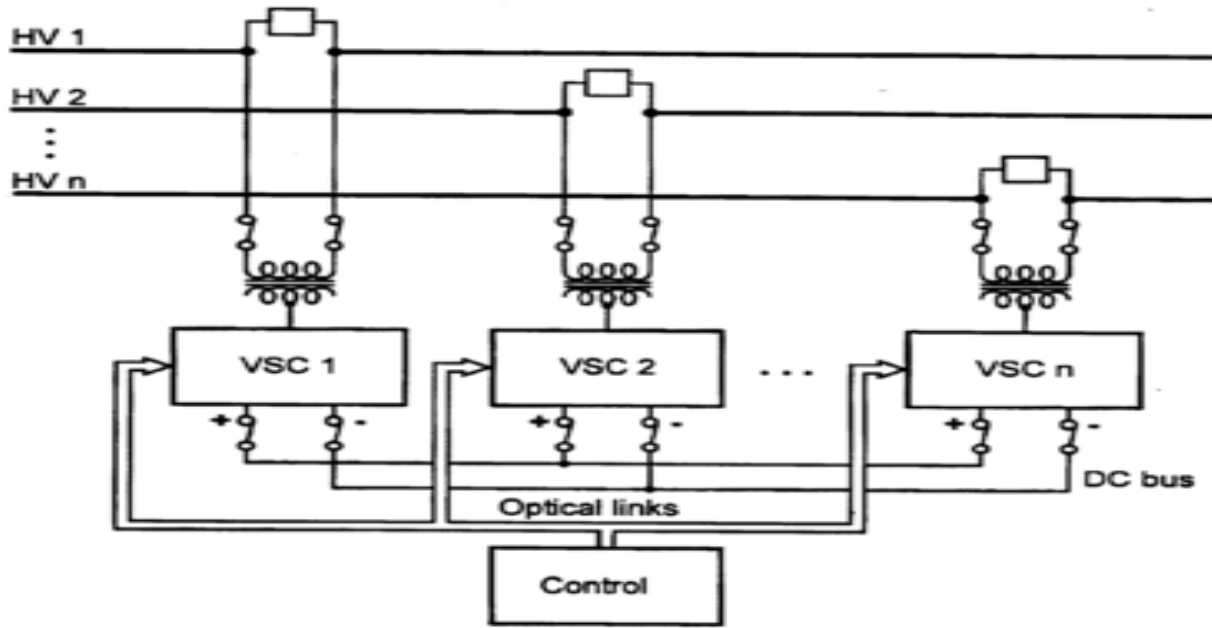 HV 1
HV 2
HV n
VSC 1
VSC 2
. . .
VSC n
+ -
+ -
+ -
DC bus
Optical links
Control